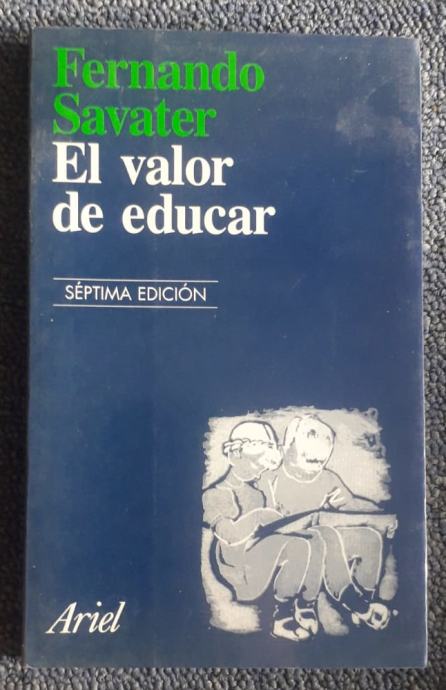 Fernando
Savater
El valor
de educar
SÉPTIMA EDICIÓN
Ariel